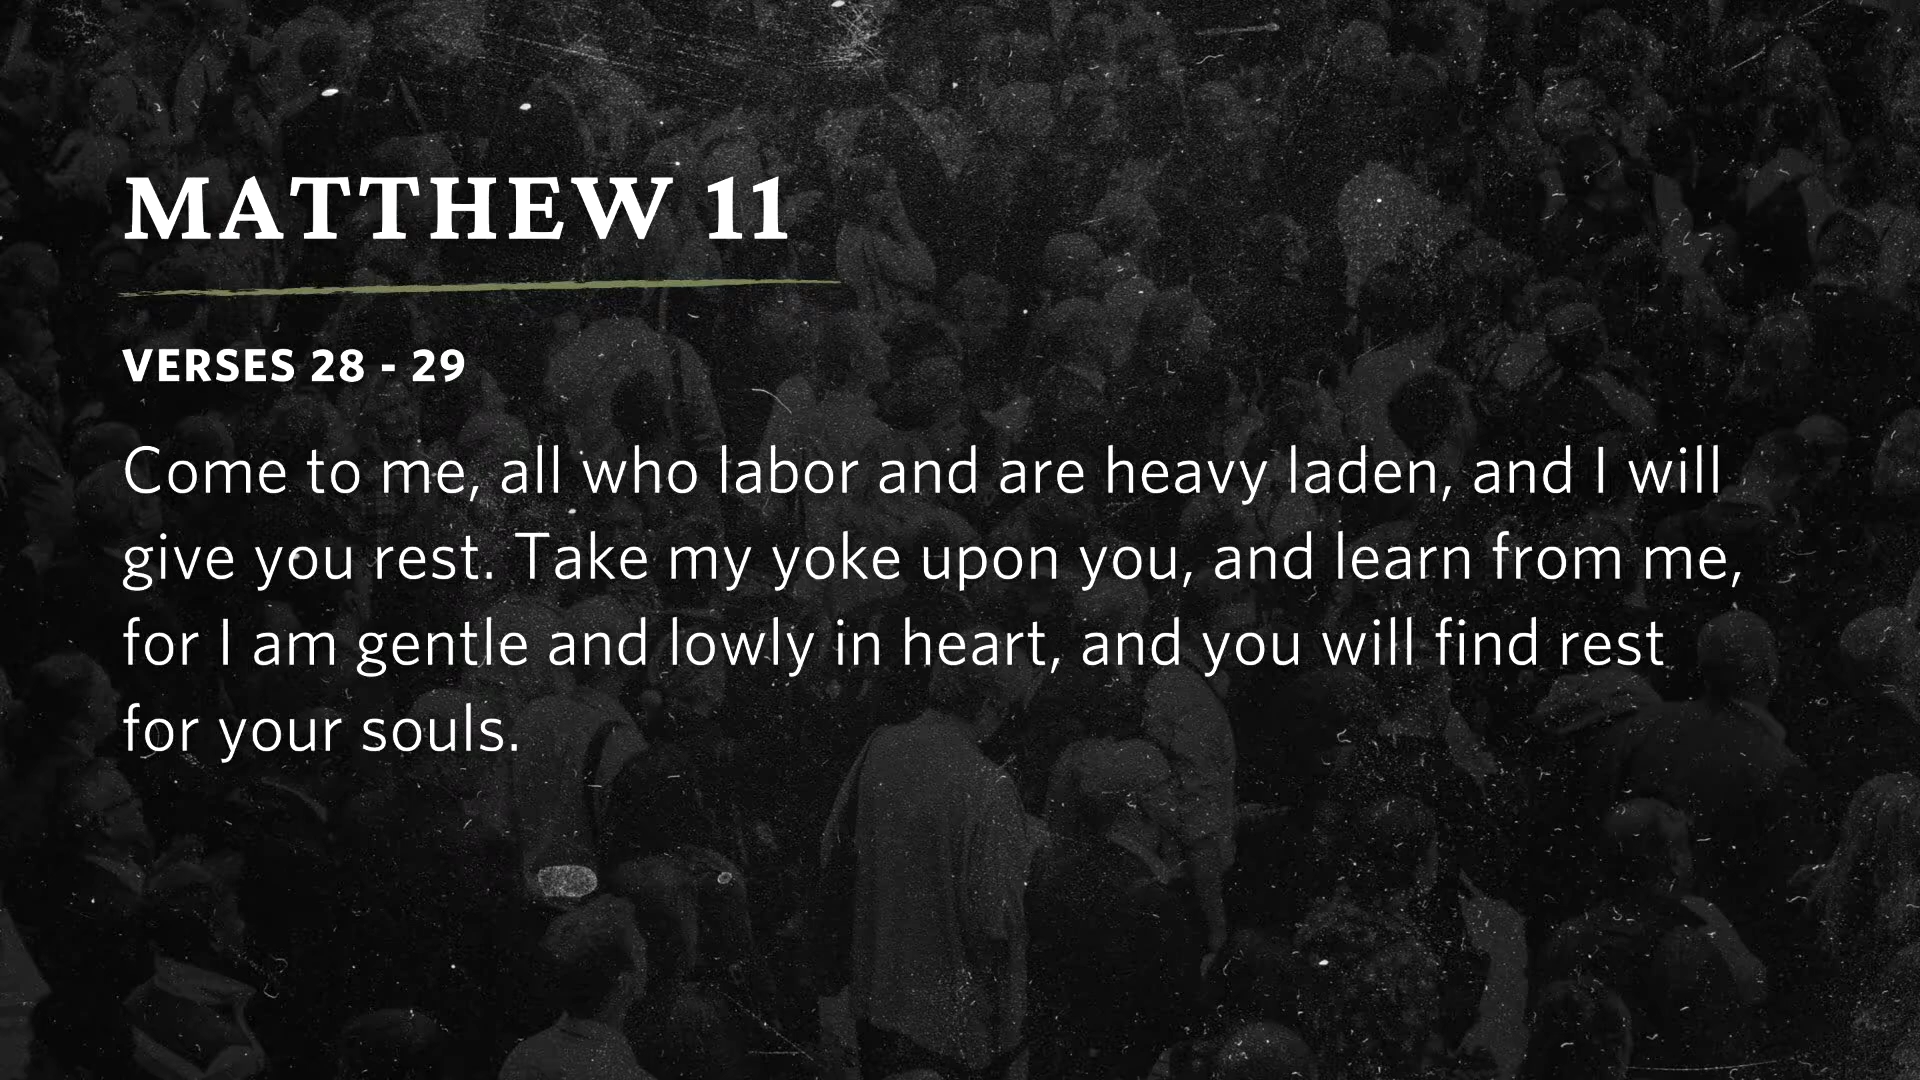 MATTHEW 11
VERSES 28 - 29
Come to me, all who labor and are heavy laden, and I will
give you rest. Take my yoke upon you, and learn from me,
for I am gentle and lowly in heart, and you will find rest
for your souls.